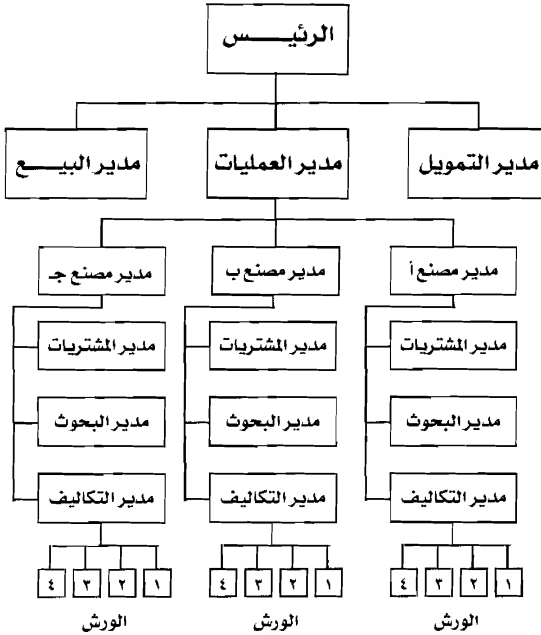 الرئيـــــس
مدير التمويل مدير العمليات مدير البيـــع
مدير مصنع أ مدير مصنع ب مدير مصنع جـ
مدير المشتريات مدير المشتريات مدير المشتريات
مدير البحوث مدير البحوث مدير البحوث
مدير التكاليف مدير التكاليف مدير التكاليف
١ ٢ ٣ ٤ ١ ٢ ٣ ٤ ١ ٢ ٣ ٤
الورش الورش الورش